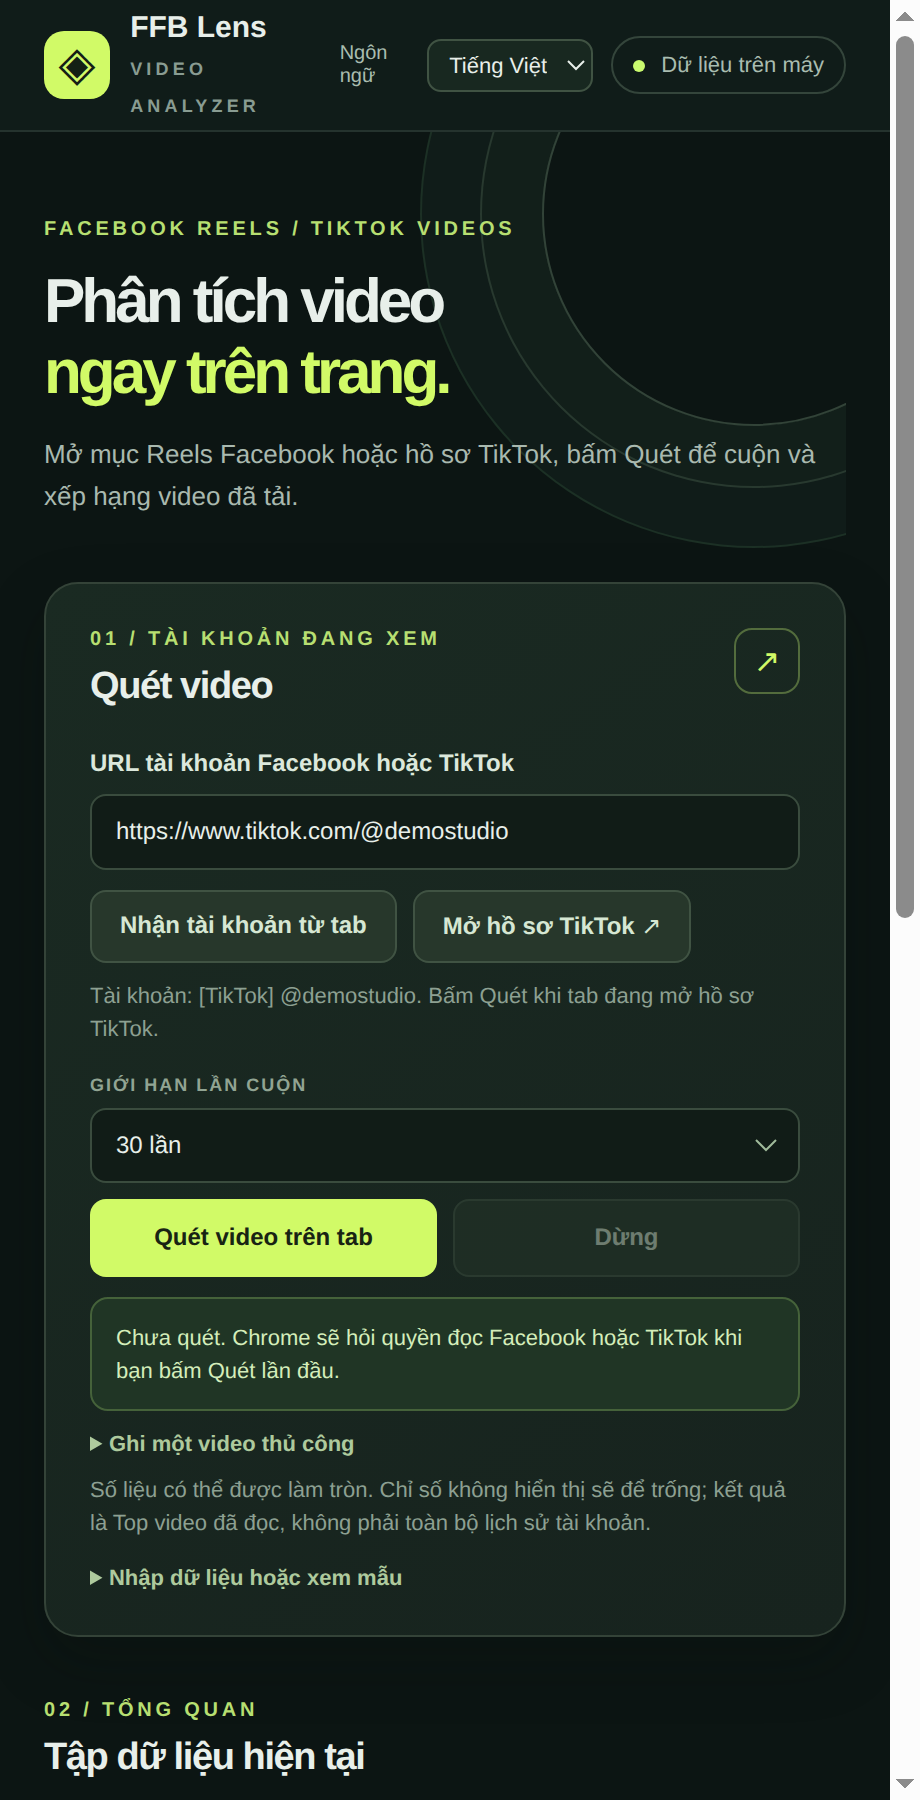 FFB Lens
VIDEO
ANALYZER
Ngôn
ngữ
Tiếng Việt
Dữ liệu trên máy
FACEBOOK REELS / TIKTOK VIDEOS
Phân tích video
ngay trên trang.
Mở mục Reels Facebook hoặc hồ sơ TikTok, bấm Quét để cuộn và
xếp hạng video đã tải.
01 / TÀI KHOẢN ĐANG XEM
Quét video
↗
URL tài khoản Facebook hoặc TikTok
https://www.tiktok.com/@demostudio
Nhận tài khoản từ tab
Mở hồ sơ TikTok ↗
Tài khoản: [TikTok] @demostudio. Bấm Quét khi tab đang mở hồ sơ
TikTok.
GIỚI HẠN LẦN CUỘN
30 lần
Quét video trên tab
Dừng
Chưa quét. Chrome sẽ hỏi quyền đọc Facebook hoặc TikTok khi
bạn bấm Quét lần đầu.
Ghi một video thủ công
Số liệu có thể được làm tròn. Chỉ số không hiển thị sẽ để trống; kết quả
là Top video đã đọc, không phải toàn bộ lịch sử tài khoản.
Nhập dữ liệu hoặc xem mẫu
02 / TỔNG QUAN
Tập dữ liệu hiện tại